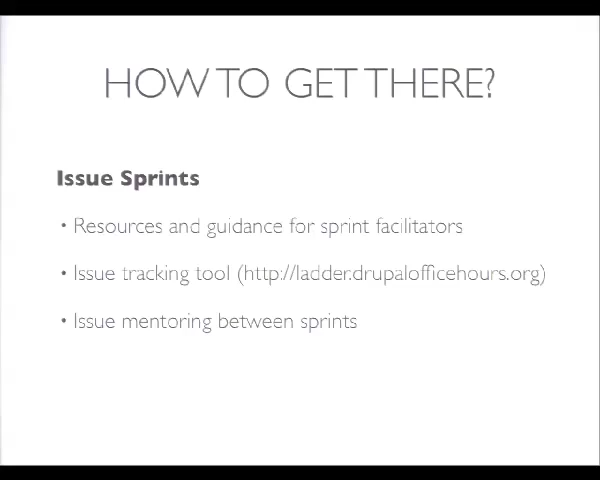 HOW TO GET THERE?
Issue Sprints
• Resources and guidance for sprint facilitators
• Issue tracking tool (http://ladder.drupalofficehours.org)
• Issue mentoring between sprints